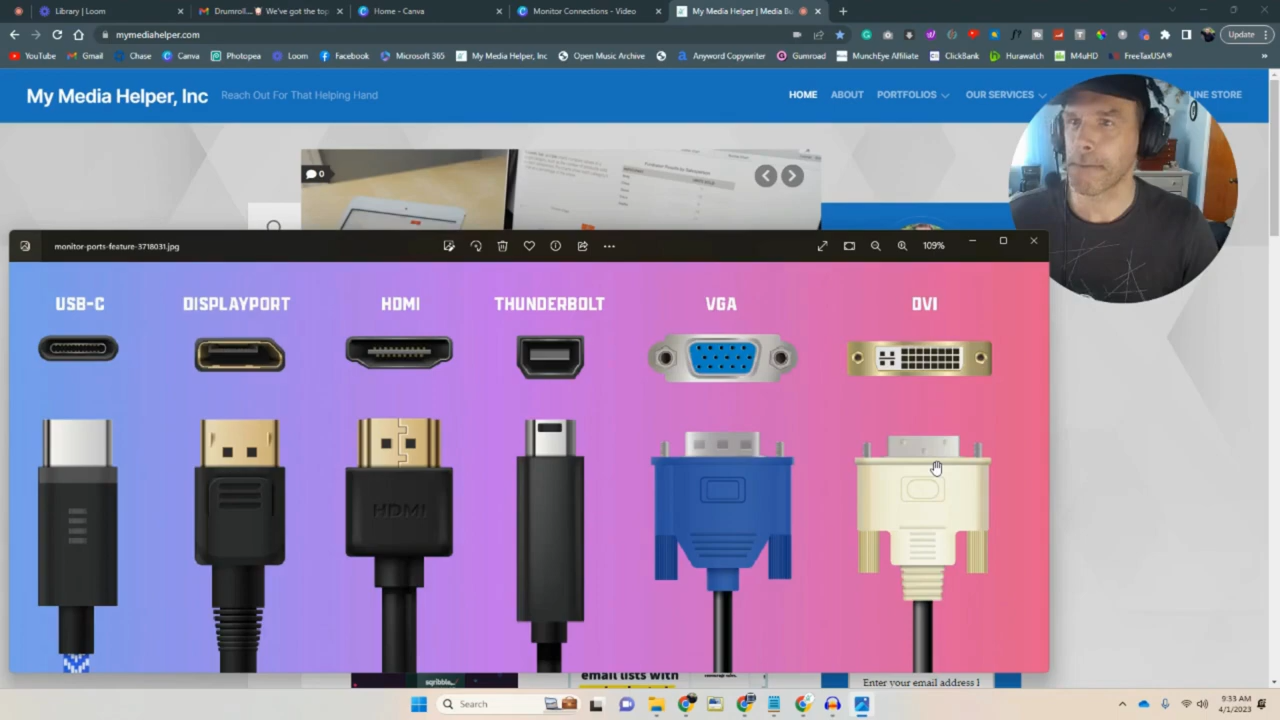 Library | Loom
Drumroll... We've got the top
Home - Canva
Monitor Connections - Video
My Media Helper | Media Bu
mymediahelper.com
Update
YouTube
Gmail
Chase
Canva
Photopea
Loom
Facebook
Microsoft 365
My Media Helper, Inc
Open Music Archive
Anyword Copywriter
Gumroad
MunchEye Affiliate
ClickBank
Hurawatch
M4uHD
FreeTaxUSA®
My Media Helper, Inc
Reach Out For That Helping Hand
HOME
ABOUT
PORTFOLIOS
OUR SERVICES
LINE STORE
0
monitor-ports-feature-3718031.jpg
109%
USB-C
DISPLAYPORT
HDMI
THUNDERBOLT
VGA
DVI
HDMI
scribble..
email lists with
Enter your email address l
Search
9:33 AM
4/1/2023